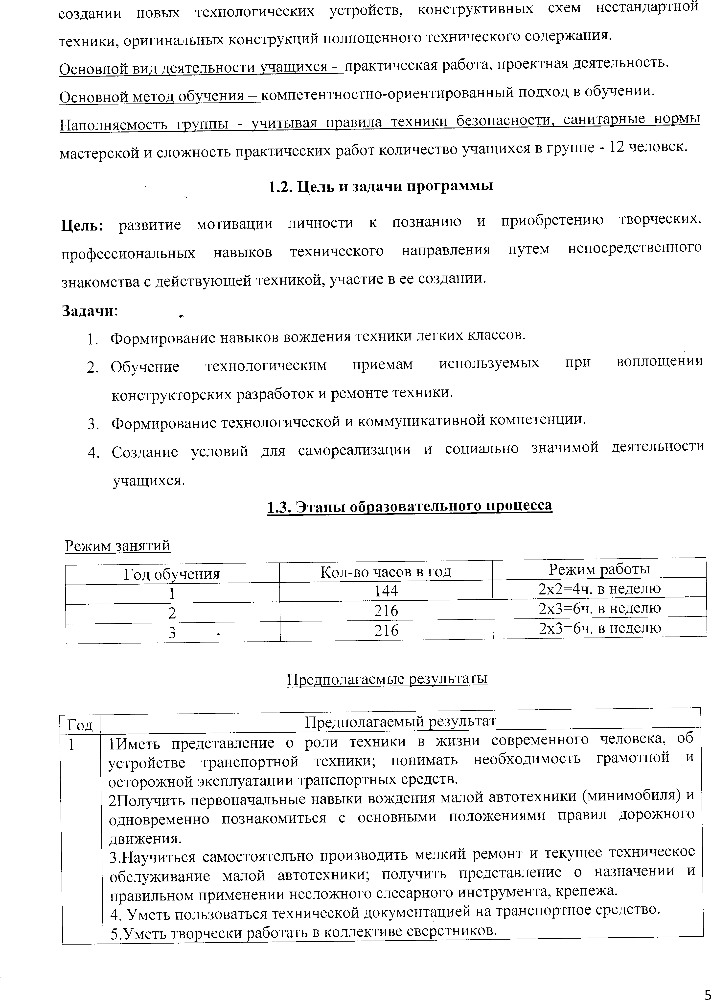 создании новых технологических устройств, конструктивных схем нестандартной
техники, оригинальных конструкций полноценного технического содержания.
Основной вид деятельности учащихся – практическая работа, проектная деятельность.
Основной метод обучения – компетентностно-ориентированный подход в обучении.
Наполняемость группы - учитывая правила техники безопасности, санитарные нормы
мастерской и сложность практических работ количество учащихся в группе - 12 человек.
1.2. Цель и задачи программы
Цель: развитие мотивации личности к познанию и приобретению творческих,
профессиональных навыков технического направления путем непосредственного
знакомства с действующей техникой, участие в ее создании.
Задачи:
1. Формирование навыков вождения техники легких классов.
2. Обучение технологическим приемам используемых при воплощении
конструкторских разработок и ремонте техники.
3. Формирование технологической и коммуникативной компетенции.
4. Создание условий для самореализации и социально значимой деятельности
учащихся.
1.3. Этапы образовательного процесса
Режим занятий
Год обучения Кол-во часов в год Режим работы
1 144 2х2=4ч. в неделю
2 216 2х3=6ч. в неделю
3 216 2х3=6ч. в неделю
Предполагаемые результаты
Год Предполагаемый результат
1 1Иметь представление о роли техники в жизни современного человека, об
устройстве транспортной техники; понимать необходимость грамотной и
осторожной эксплуатации транспортных средств.
2Получить первоначальные навыки вождения малой автотехники (минимобиля) и
одновременно познакомиться с основными положениями правил дорожного
движения.
3.Научиться самостоятельно производить мелкий ремонт и текущее техническое
обслуживание малой автотехники; получить представление о назначении и
правильном применении несложного слесарного инструмента, крепежа.
4. Уметь пользоваться технической документацией на транспортное средство.
5.Уметь творчески работать в коллективе сверстников.
5